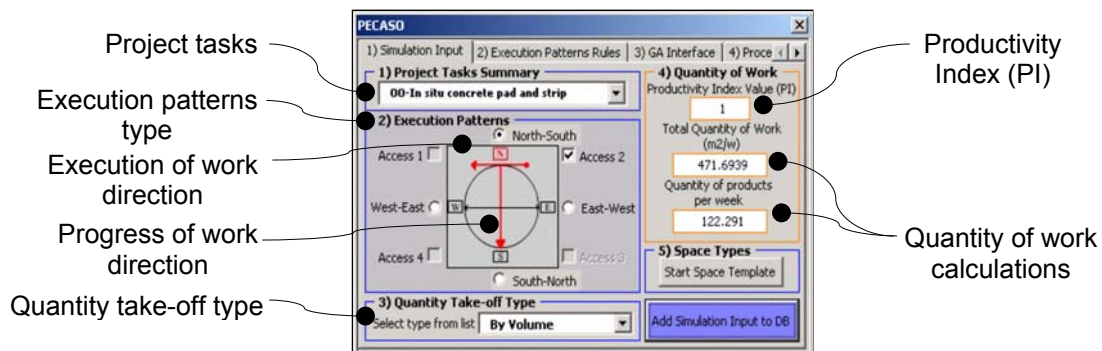 Project tasks
Execution patterns
type
Execution of work
direction
Progress of work
direction
Quantity take-off type
PECASO
1) Simulation Input
2) Execution Patterns Rules
3) GA Interface
4) Proce
1) Project Tasks Summary
00-In situ concrete pad and strip
2) Execution Patterns
North-South
Access 1
N
Access 2
West-East
W
E
East-West
Access 4
S
Access 3
South-North
3) Quantity Take-off Type
Select type from list
By Volume
4) Quantity of Work
Productivity Index Value (PI)
1
Total Quantity of Work
(m2/w)
471.6939
Quantity of products
per week
122.291
5) Space Types
Start Space Template
Add Simulation Input to DB
Productivity
Index (PI)
Quantity of work
calculations